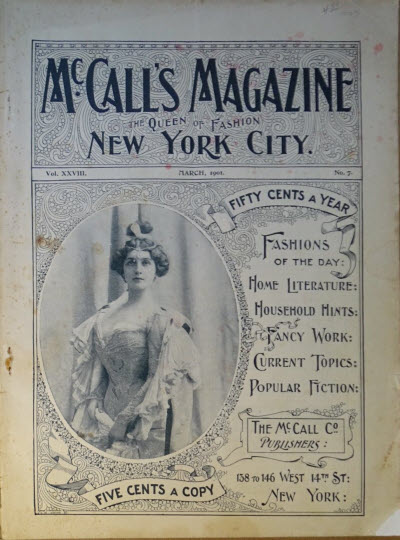 McCALL'S MAGAZINE
THE QUEEN OF FASHION
NEW YORK CITY.
Vol. XXVIII. MARCH, 1901. No. 7.
FIFTY CENTS A YEAR
FASHIONS
OF THE DAY:
HOME LITERATURE:
HOUSEHOLD HINTS:
FANCY WORK:
CURRENT TOPICS:
POPULAR FICTION:
THE McCALL Co
PUBLISHERS:
138 TO 146 WEST 14TH ST:
NEW YORK:
FIVE CENTS A COPY